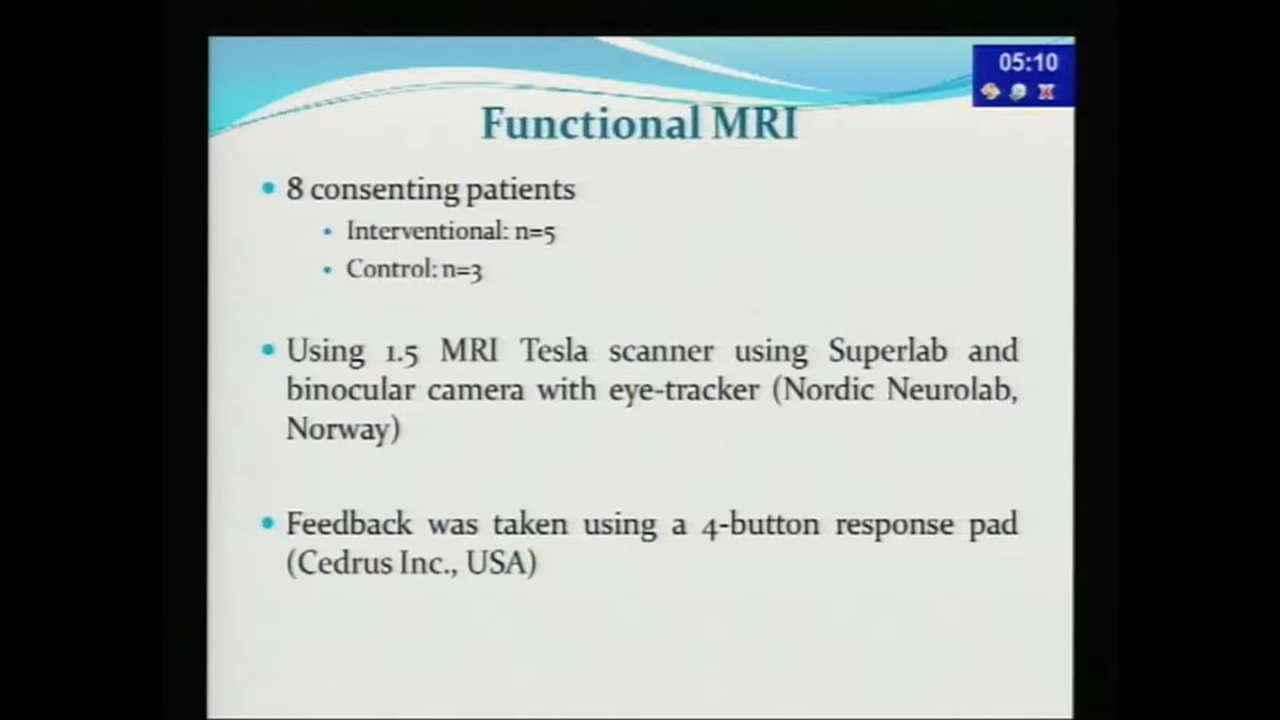 05:10
Functional MRI
• 8 consenting patients
• Interventional: n=5
• Control: n=3
• Using 1.5 MRI Tesla scanner using Superlab and
binocular camera with eye-tracker (Nordic Neurolab,
Norway)
• Feedback was taken using a 4-button response pad
(Cedrus Inc., USA)